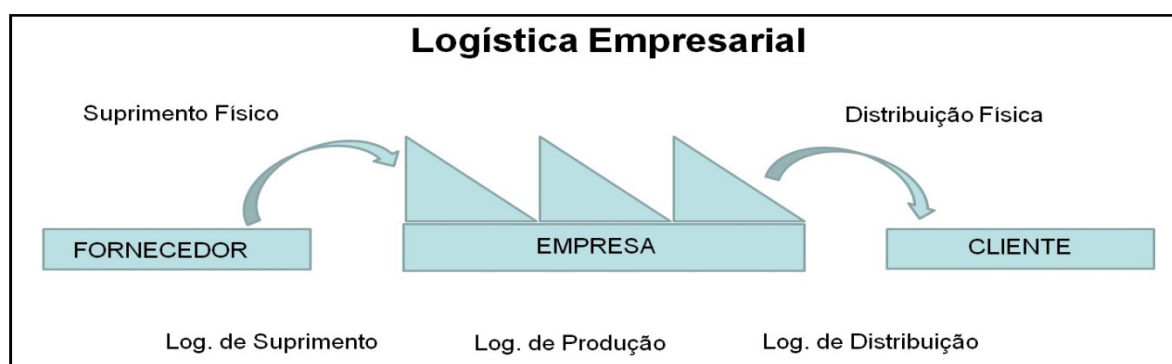 Logística Empresarial
Suprimento Físico
Distribuição Física
FORNECEDOR
EMPRESA
CLIENTE
Log. de Suprimento
Log. de Produção
Log. de Distribuição